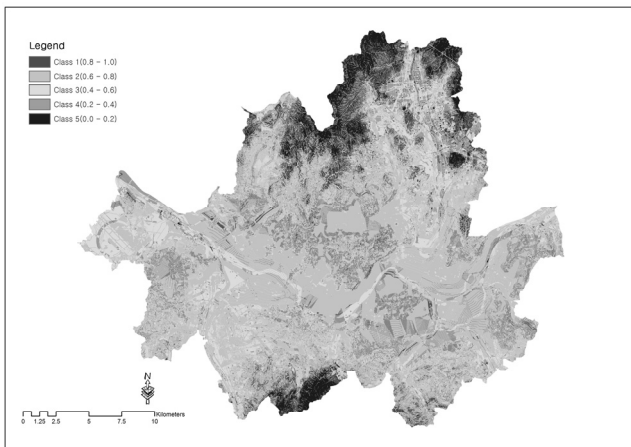 Legend
Class 1(0.8 - 1.0)
Class 2(0.6 - 0.8)
Class 3(0.4 - 0.6)
Class 4(0.2 - 0.4)
Class 5(0.0 - 0.2)
N
Kilometers
0 1.25 2.5 5 7.5 10